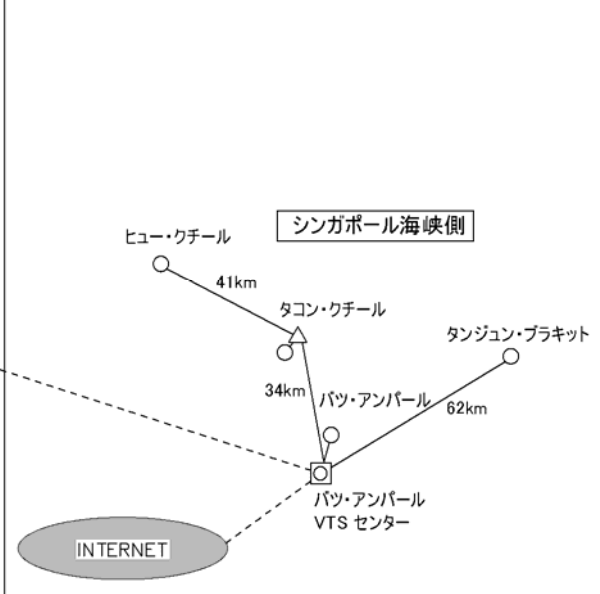 シンガポール海峡側
ヒュー・クチール
41km
タコン・クチール
タンジュン・ブラキット
34km
バツ・アンパール
62km
バツ・アンパール
VTS センター
INTERNET